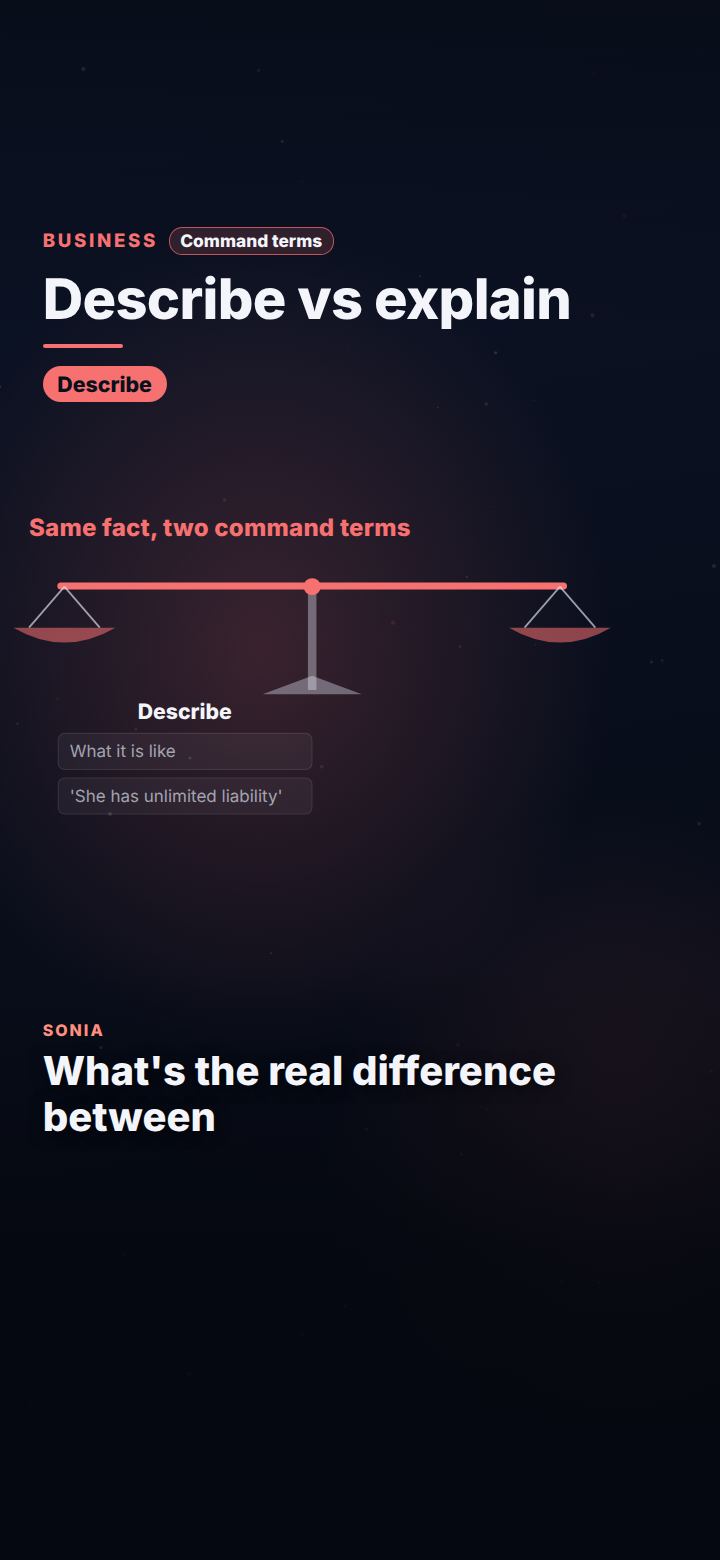 BUSINESS Command terms
Describe vs explain
Describe
Same fact, two command terms
Describe
What it is like
'She has unlimited liability'
SONIA
What's the real difference
between